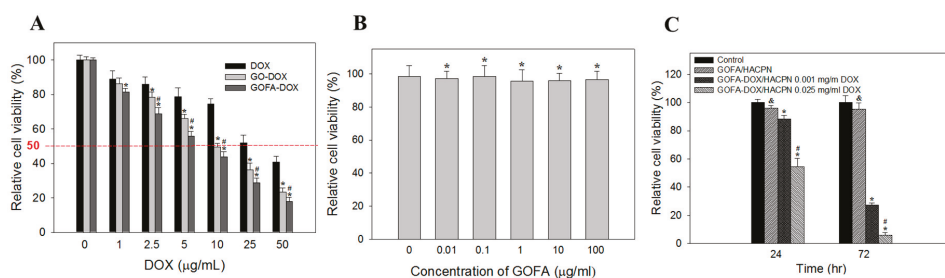 A
Relative cell viability (%)
100
80
60
50
40
20
0
DOX
GO-DOX
GOFA-DOX
* # * * # * * # * * # * * # * * # *
0 1 2.5 5 10 25 50
DOX (μg/mL)
B
Relative cell viability (%)
120
100
80
60
40
20
0
* * * * *
0 0.01 0.1 1 10 100
Concentration of GOFA (μg/ml)
C
Control
GOFA/HACPN
GOFA-DOX/HACPN 0.001 mg/m DOX
GOFA-DOX/HACPN 0.025 mg/ml DOX
Relative cell viability (%)
120
100
80
60
40
20
0
& * # * & * # *
24 72
Time (hr)